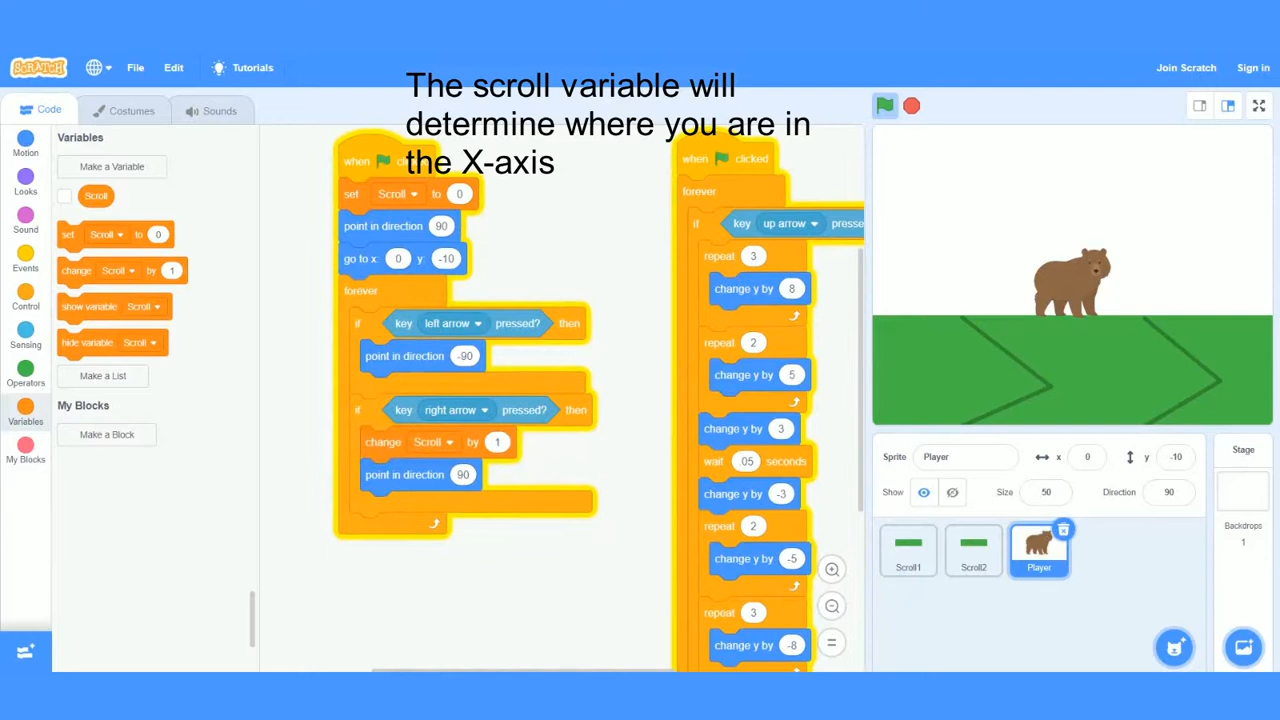 SCRATCH
File
Edit
Tutorials
Join Scratch
Sign in
The scroll variable will
determine where you are in
the X-axis
Code
Costumes
Sounds
Motion
Looks
Sound
Events
Control
Sensing
Operators
Variables
My Blocks
Variables
Make a Variable
Scroll
set Scroll to 0
change Scroll by 1
show variable Scroll
hide variable Scroll
Make a List
My Blocks
Make a Block
when clicked
set Scroll to 0
point in direction 90
go to x: 0 y: -10
forever
if key left arrow pressed? then
point in direction -90
if key right arrow pressed? then
change Scroll by 1
point in direction 90
when clicked
forever
if key up arrow
repeat 3
change y by 8
repeat 2
change y by 5
change y by 3
wait .05 seconds
change y by -3
repeat 2
change y by -5
repeat 3
change y by -8
Sprite Player x 0 y -10
Show Size 50 Direction 90
Scroll1
Scroll2
Player
Stage
Backdrops
1